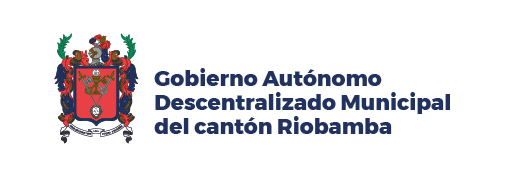 Gobierno Autónomo
Descentralizado Municipal
del cantón Riobamba